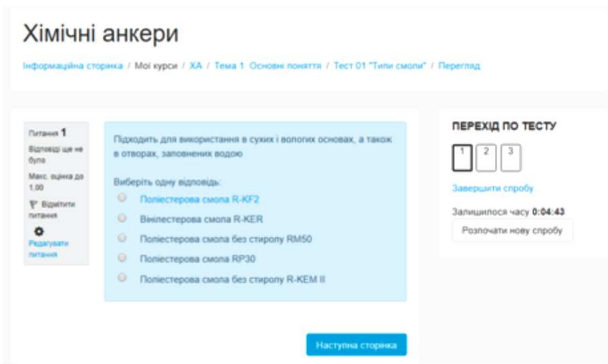 Хімічні анкери
Інформаційна сторінка / Мої курси / ХА / Тема 1 Основні поняття / Тест 01 "Типи смоли" / Перегляд
Питання 1
Відповіді ще не
було
Макс. оцінка до
1,00
Відмітити
питання
Редагувати
питання
Підходить для використання в сухих і вологих основах, а також
в отворах, заповнених водою
Виберіть одну відповідь:
Поліестерова смола R-KF2
Вінілестерова смола R-KER
Поліестерова смола без стиролу RM50
Поліестерова смола RP30
Поліестерова смола без стиролу R-KEM II
Наступна сторінка
ПЕРЕХІД ПО ТЕСТУ
1 2 3
Завершити спробу
Залишилося часу 0:04:43
Розпочати нову спробу